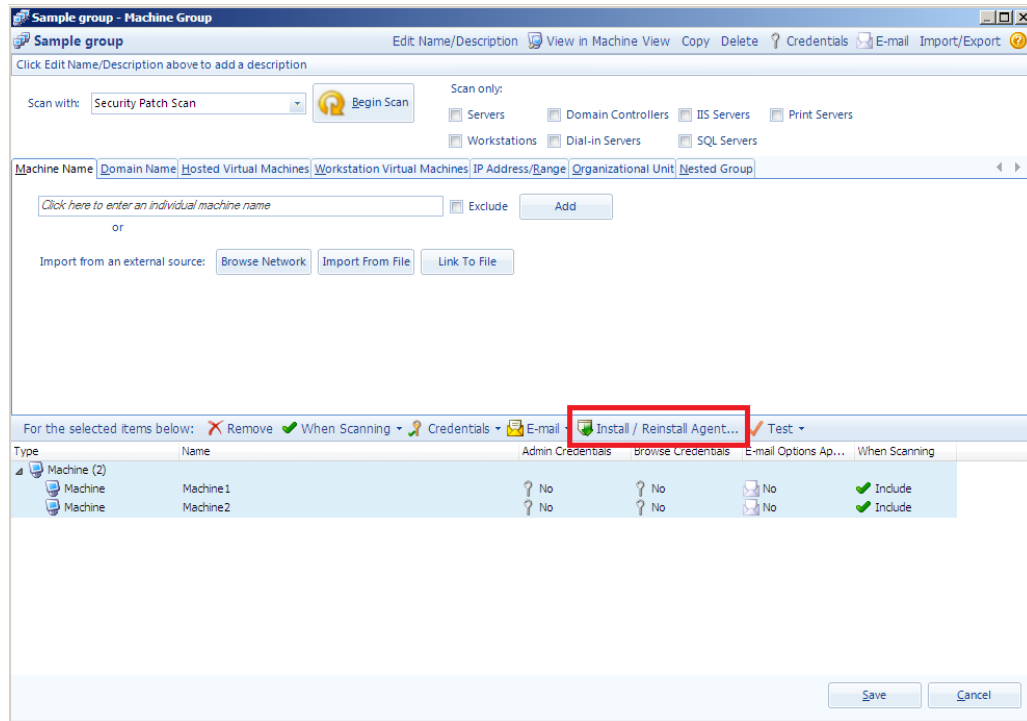 Sample group - Machine Group
Sample group Edit Name/Description View in Machine View Copy Delete Credentials E-mail Import/Export
Click Edit Name/Description above to add a description
Scan only:
Scan with: Security Patch Scan Begin Scan
Servers Domain Controllers IIS Servers Print Servers
Workstations Dial-in Servers SQL Servers
Machine Name Domain Name Hosted Virtual Machines Workstation Virtual Machines IP Address/Range Organizational Unit Nested Group
Click here to enter an individual machine name Exclude Add
or
Import from an external source: Browse Network Import From File Link To File
For the selected items below: Remove When Scanning Credentials E-mail Install / Reinstall Agent... Test
Type Name Admin Credentials Browse Credentials E-mail Options Ap... When Scanning
Machine (2)
Machine Machine1 No No No Include
Machine Machine2 No No No Include
Save Cancel